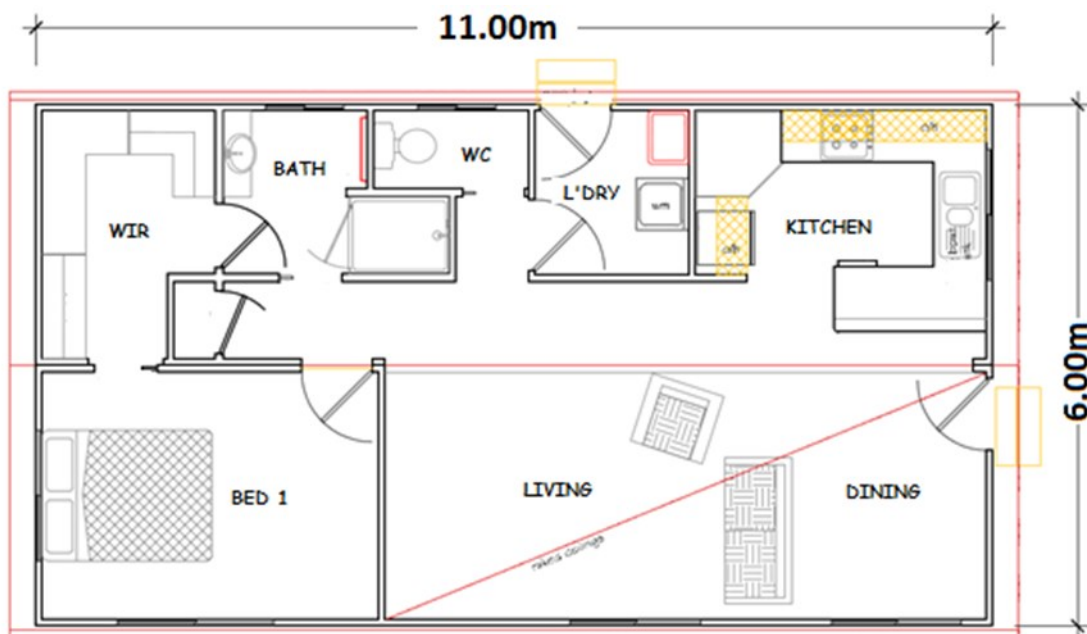 11.00m
BATH
WC
L'DRY
WIR
KITCHEN
6.00m
BED 1
LIVING
DINING